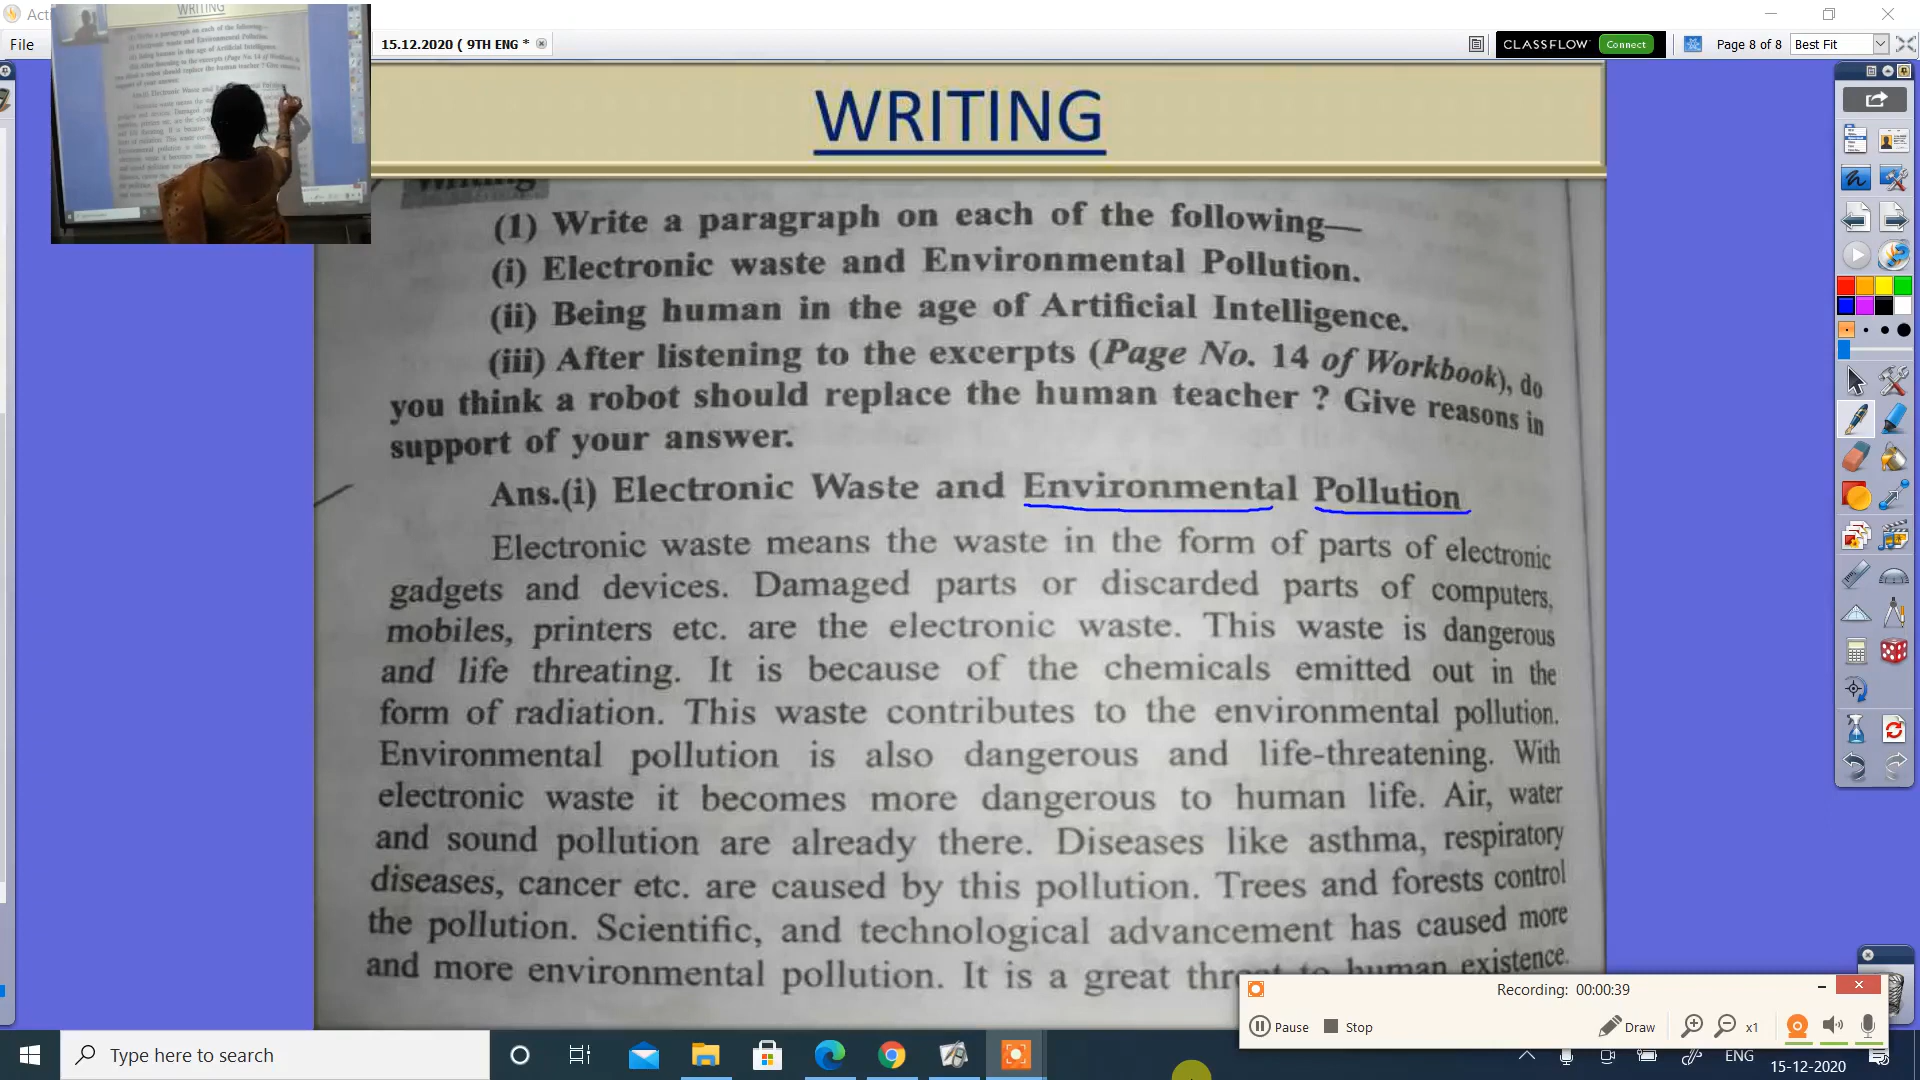 File
15.12.2020 ( 9TH ENG *
CLASSFLOW Connect
Page 8 of 8
Best Fit
WRITING
(1) Write a paragraph on each of the following—
(i) Electronic waste and Environmental Pollution.
(ii) Being human in the age of Artificial Intelligence.
(iii) After listening to the excerpts (Page No. 14 of Workbook), do
you think a robot should replace the human teacher ? Give reasons in
support of your answer.
Ans.(i) Electronic Waste and Environmental Pollution
Electronic waste means the waste in the form of parts of electronic
gadgets and devices. Damaged parts or discarded parts of computers,
mobiles, printers etc. are the electronic waste. This waste is dangerous
and life threating. It is because of the chemicals emitted out in the
form of radiation. This waste contributes to the environmental pollution.
Environmental pollution is also dangerous and life-threatening. With
electronic waste it becomes more dangerous to human life. Air, water
and sound pollution are already there. Diseases like asthma, respiratory
diseases, cancer etc. are caused by this pollution. Trees and forests control
the pollution. Scientific, and technological advancement has caused more
and more environmental pollution. It is a great to human existence.
Recording: 00:00:39
Pause Stop Draw x1
Type here to search
ENG
15-12-2020